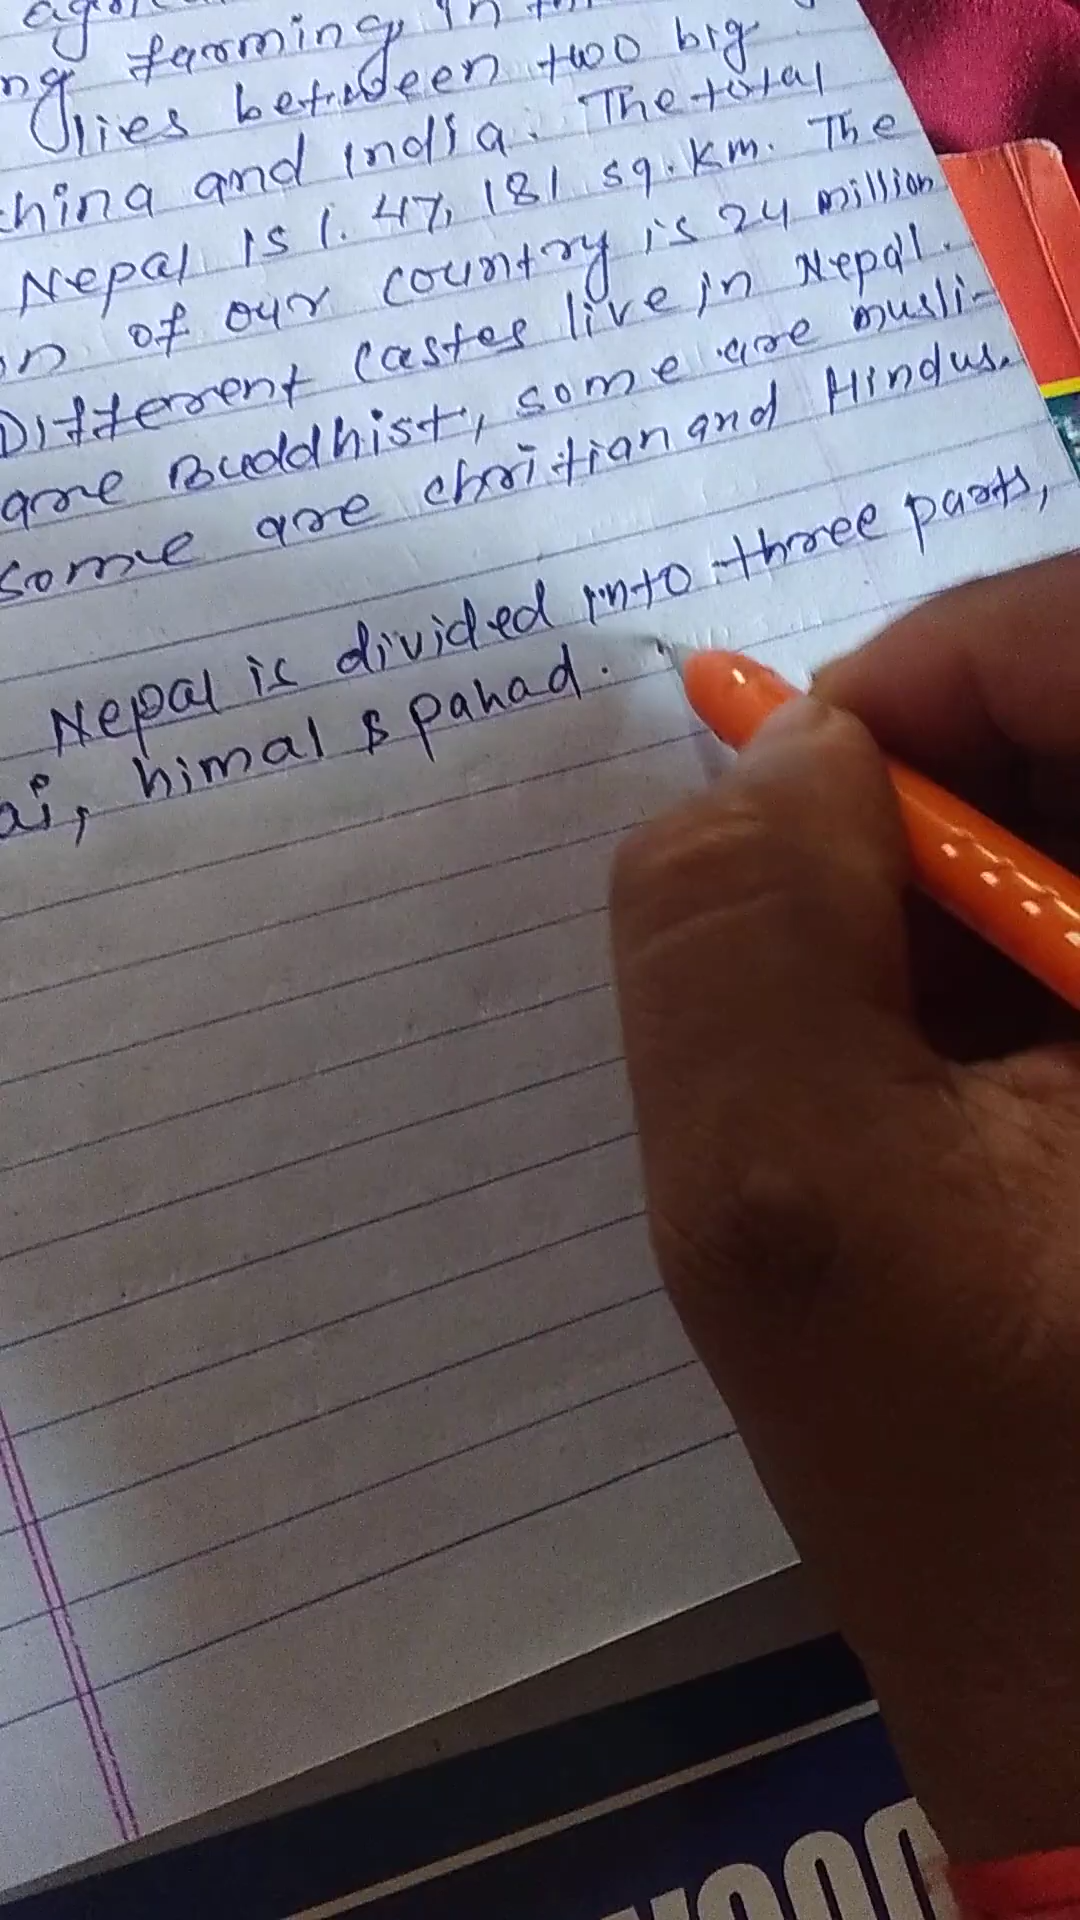 farming in
lies between two big
china and India. The total
Nepal is 1.47,181 sq.km. The
of our country is 24 million
Different castes live in Nepal.
are Buddhist, some are musli-
some are chritian and Hindus.
Nepal is divided into three parts,
ai, himal & pahad.